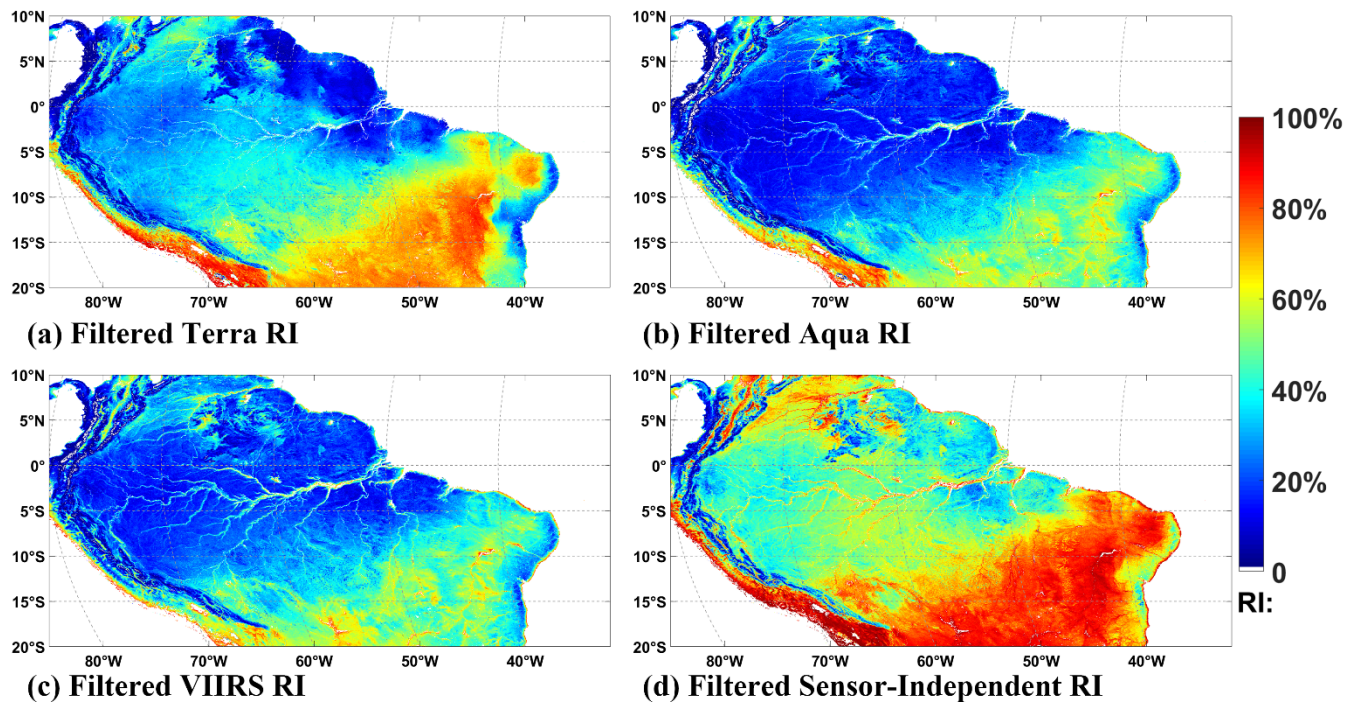 10°N
5°N
0°
5°S
10°S
15°S
20°S
80°W 70°W 60°W 50°W 40°W
(a) Filtered Terra RI
10°N
5°N
0°
5°S
10°S
15°S
20°S
80°W 70°W 60°W 50°W 40°W
(b) Filtered Aqua RI
10°N
5°N
0°
5°S
10°S
15°S
20°S
80°W 70°W 60°W 50°W 40°W
(c) Filtered VIIRS RI
10°N
5°N
0°
5°S
10°S
15°S
20°S
80°W 70°W 60°W 50°W 40°W
(d) Filtered Sensor-Independent RI
100%
80%
60%
40%
20%
0
RI: